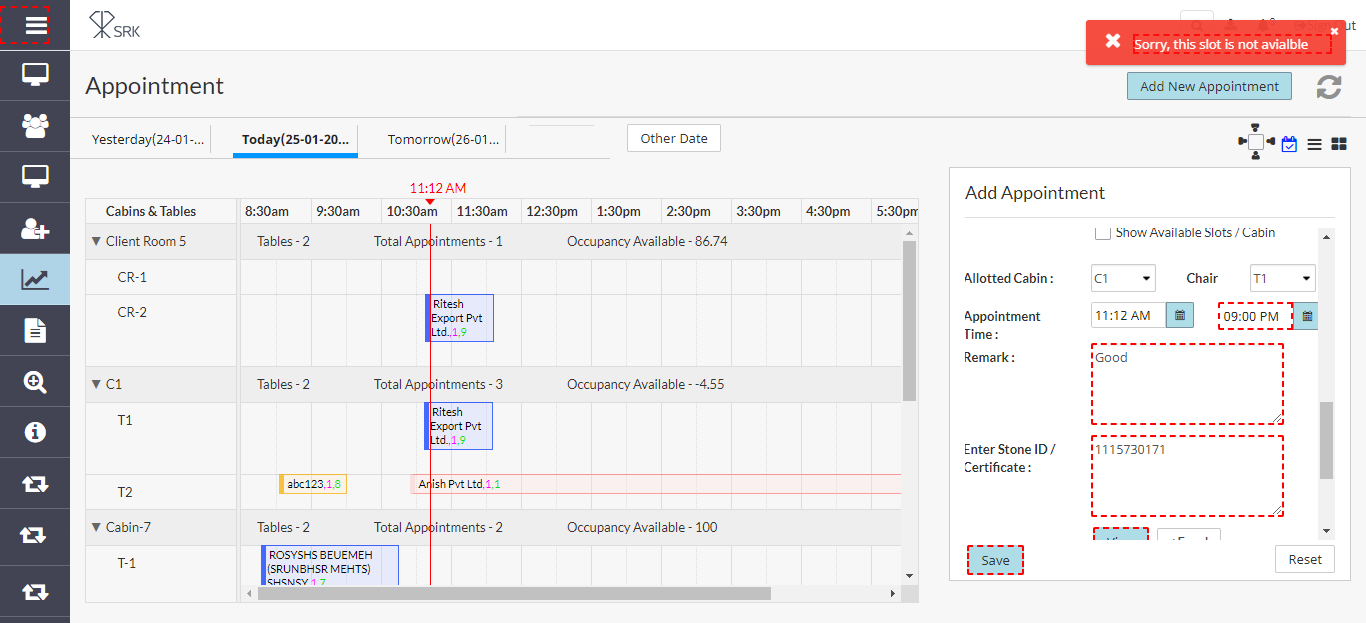 SRK
Sorry, this slot is not avialble
Appointment
Add New Appointment
Yesterday(24-01-...
Today(25-01-20...
Tomorrow(26-01...
Other Date
11:12 AM
Cabins & Tables 8:30am 9:30am 10:30am 11:30am 12:30pm 1:30pm 2:30pm 3:30pm 4:30pm 5:30pm
Client Room 5 Tables - 2 Total Appointments - 1 Occupancy Available - 86.74
CR-1
CR-2
Ritesh
Export Pvt
Ltd.,1,9
C1 Tables - 2 Total Appointments - 3 Occupancy Available - -4.55
T1
Ritesh
Export Pvt
Ltd.,1,9
T2
abc123,1,8
Anish Pvt Ltd,1,1
Cabin-7 Tables - 2 Total Appointments - 2 Occupancy Available - 100
T-1
ROSYSHS BEUEMEH
(SRUNBHSR MEHTS)
SHSNSY,1,7
Add Appointment
Show Available Slots / Cabin
Allotted Cabin : C1 Chair T1
Appointment
Time :
11:12 AM 09:00 PM
Remark :
Good
Enter Stone ID /
Certificate :
1115730171
Save
Reset